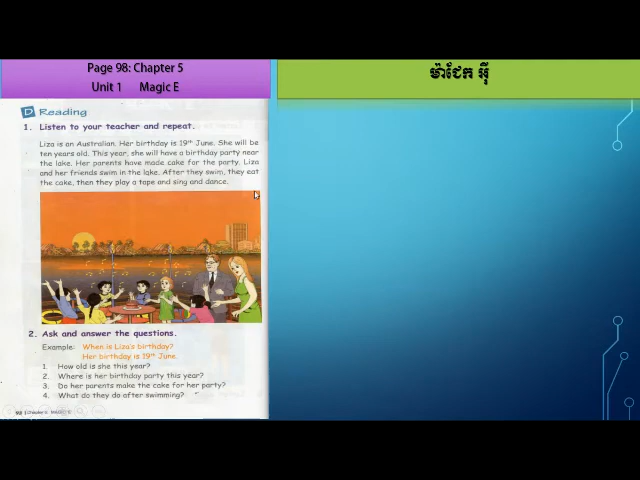 Page 98: Chapter 5
Unit 1 Magic E
ម៉ាជែក អ៊ី
D Reading
1. Listen to your teacher and repeat.
Liza is an Australian. Her birthday is 19th June. She will be
ten years old. This year, she will have a birthday party near
the lake. Her parents have made cake for the party. Liza
and her friends swim in the lake. After they swim, they eat
the cake, then they play a tape and sing and dance.
2. Ask and answer the questions.
Example: When is Liza's birthday?
Her birthday is 19th June.
1. How old is she this year?
2. Where is her birthday party this year?
3. Do her parents make the cake for her party?
4. What do they do after swimming?
98 | Chapter 5: MAGIC E